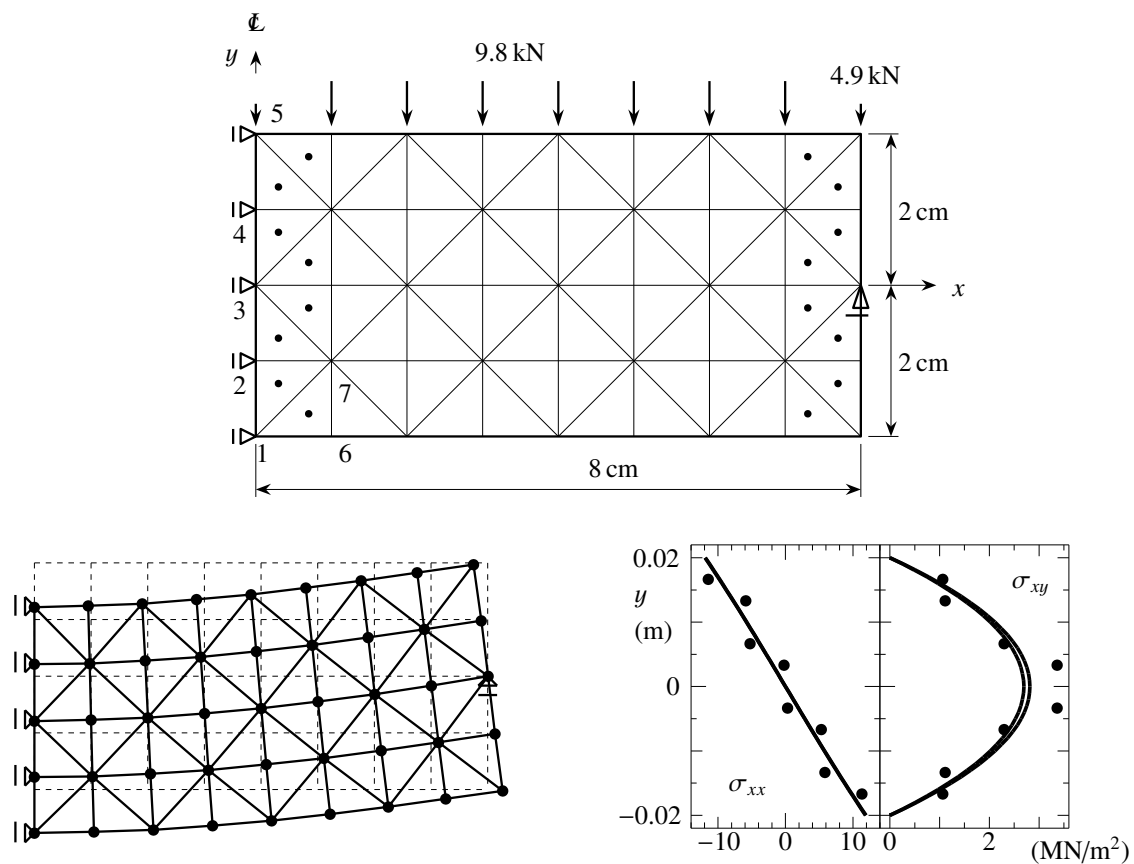 ℄
y
9.8 kN
4.9 kN
5
2 cm
4
x
3
2 cm
2
7
1
6
8 cm
0.02
y
(m)
0
−0.02
σxy
σxx
−10 0 10
0 2
(MN/m²)